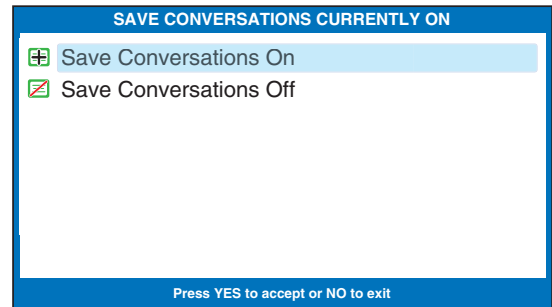 SAVE CONVERSATIONS CURRENTLY ON
Save Conversations On
Save Conversations Off
Press YES to accept or NO to exit